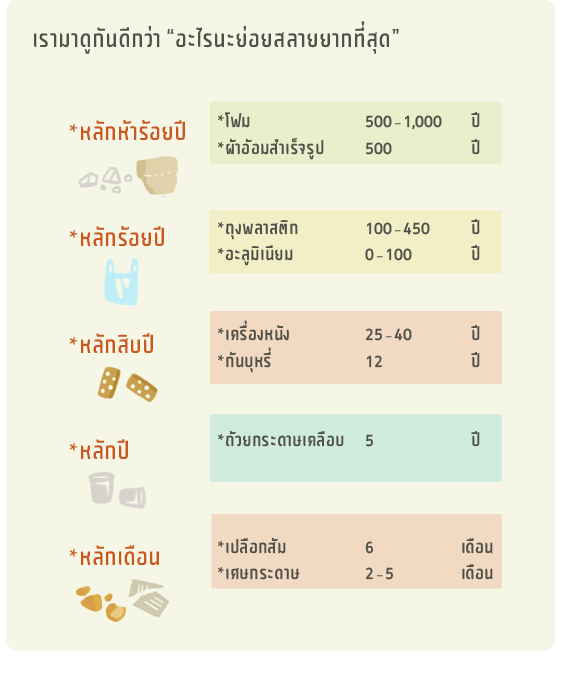 เรามาดูกันดีกว่า “อะไรนะย่อยสลายยากที่สุด”
*หลักห้าร้อยปี
*โฟม 500 – 1,000 ปี
*ผ้าอ้อมสำเร็จรูป 500 ปี
*หลักร้อยปี
*ถุงพลาสติก 100 – 450 ปี
*อะลูมิเนียม 0 – 100 ปี
*หลักสิบปี
*เครื่องหนัง 25 – 40 ปี
*ก้นบุหรี่ 12 ปี
*หลักปี
*ถ้วยกระดาษเคลือบ 5 ปี
*หลักเดือน
*เปลือกส้ม 6 เดือน
*เศษกระดาษ 2 – 5 เดือน